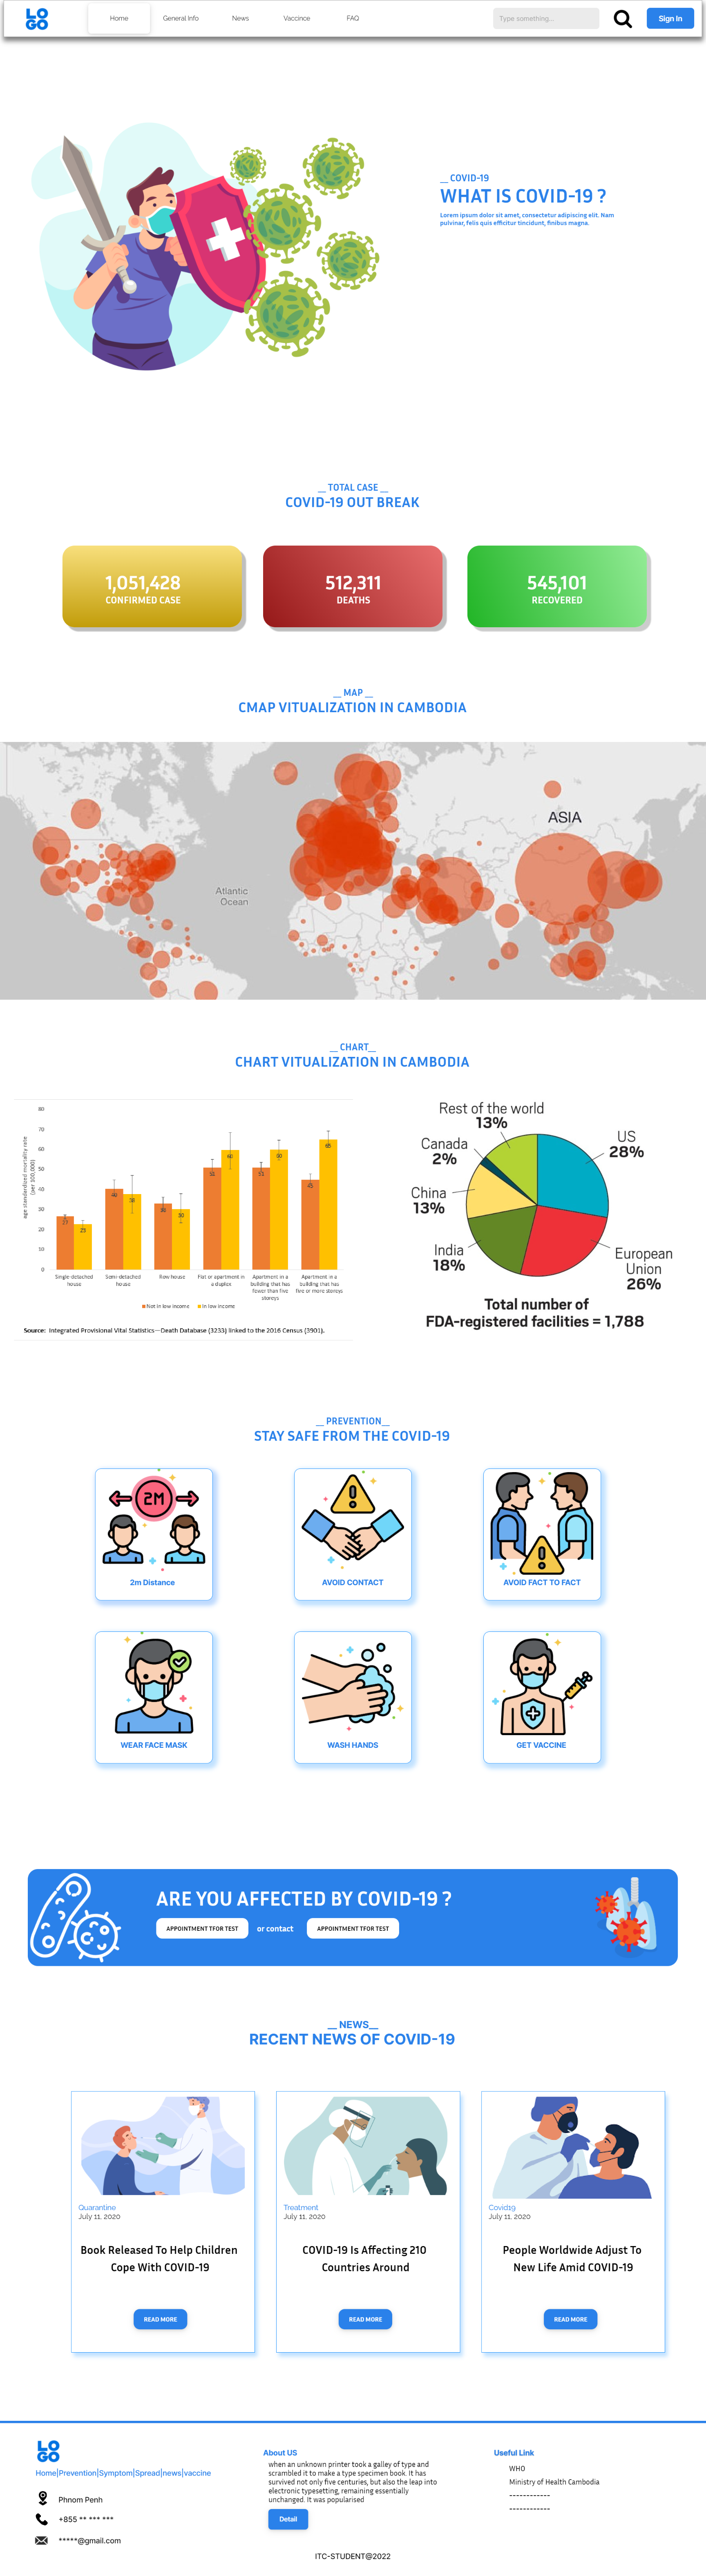 LO
GO
Home
General Info
News
Vaccince
FAQ
Type something...
Sign In
__ COVID-19
WHAT IS COVID-19 ?
Lorem ipsum dolor sit amet, consectetur adipiscing elit. Nam
pulvinar, felis quis efficitur tincidunt, finibus magna.
__ TOTAL CASE __
COVID-19 OUT BREAK
1,051,428
CONFIRMED CASE
512,311
DEATHS
545,101
RECOVERED
__ MAP __
CMAP VITUALIZATION IN CAMBODIA
ASIA
Atlantic
Ocean
__ CHART__
CHART VITUALIZATION IN CAMBODIA
age standardized mortality rate
(per 100,000)
80
70
60
50
40
30
20
10
0
27
23
40
38
33
30
51
60
51
60
45
65
Single-detached
house
Semi-detached
house
Row house
Flat or apartment in
a duplex
Apartment in a
building that has
fewer than five
storeys
Apartment in a
building that has
five or more storeys
Not in low income
In low income
Source: Integrated Provisional Vital Statistics—Death Database (3233) linked to the 2016 Census (3901).
Rest of the world
13%
Canada
2%
China
13%
India
18%
US
28%
European
Union
26%
Total number of
FDA-registered facilities = 1,788
__ PREVENTION__
STAY SAFE FROM THE COVID-19
2M
2m Distance
AVOID CONTACT
AVOID FACT TO FACT
WEAR FACE MASK
WASH HANDS
GET VACCINE
ARE YOU AFFECTED BY COVID-19 ?
APPOINTMENT TFOR TEST
or contact
APPOINTMENT TFOR TEST
__ NEWS__
RECENT NEWS OF COVID-19
Quarantine
July 11, 2020
Book Released To Help Children
Cope With COVID-19
READ MORE
Treatment
July 11, 2020
COVID-19 Is Affecting 210
Countries Around
READ MORE
Covid19
July 11, 2020
People Worldwide Adjust To
New Life Amid COVID-19
READ MORE
LO
GO
Home|Prevention|Symptom|Spread|news|vaccine
Phnom Penh
+855 ** *** ***
*****@gmail.com
About US
when an unknown printer took a galley of type and
scrambled it to make a type specimen book. It has
survived not only five centuries, but also the leap into
electronic typesetting, remaining essentially
unchanged. It was popularised
Detail
Useful Link
WHO
Ministry of Health Cambodia
------------
------------
ITC-STUDENT@2022